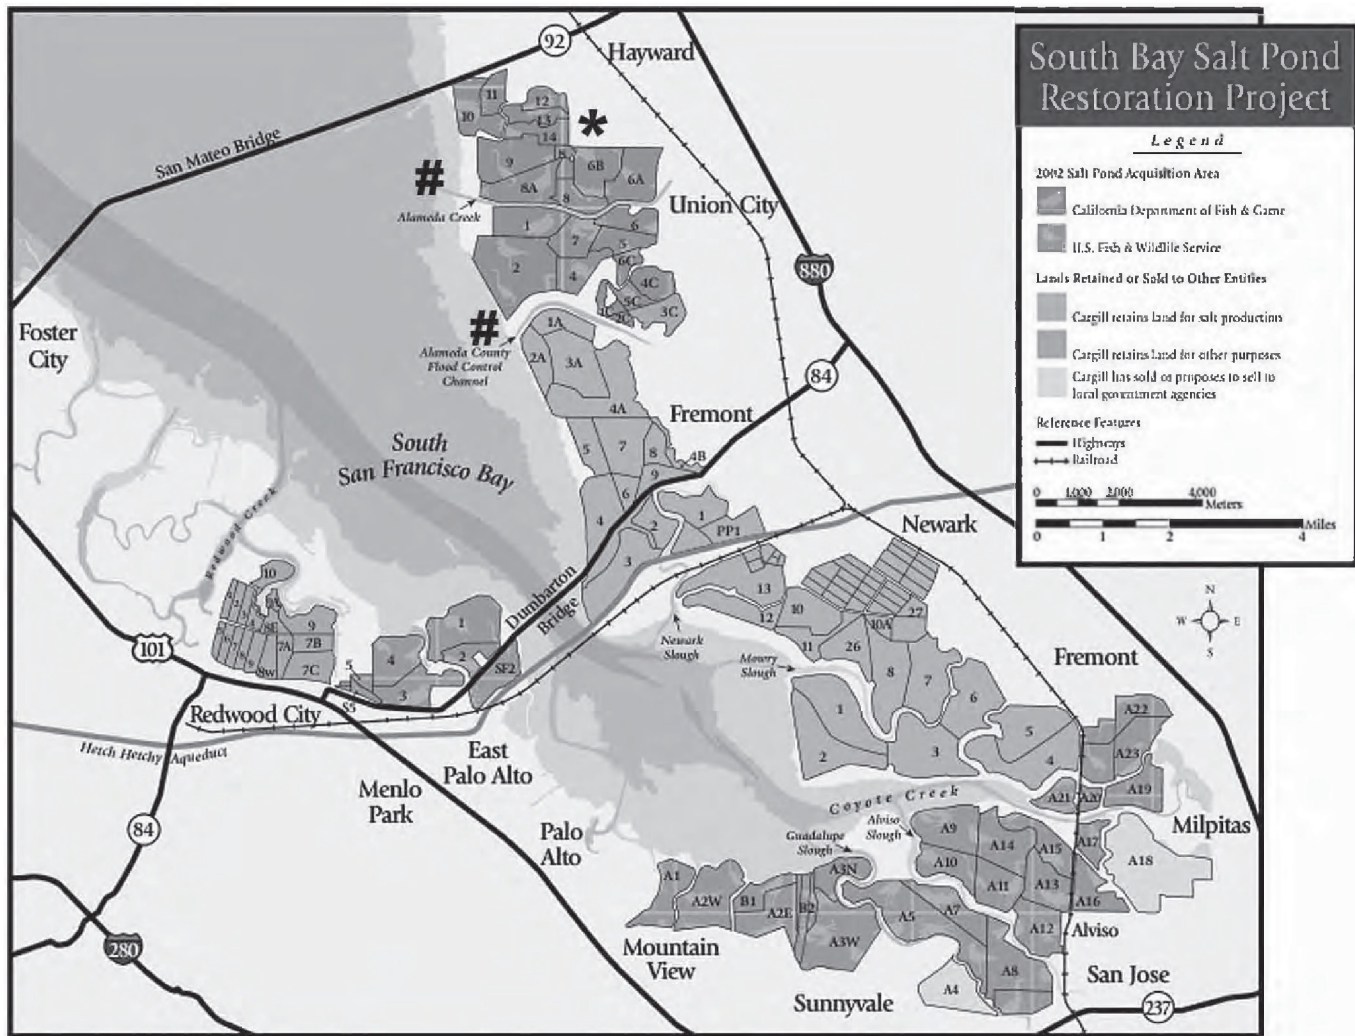 South Bay Salt Pond
Restoration Project
Legend
2002 Salt Pond Acquisition Area
California Department of Fish & Game
U.S. Fish & Wildlife Service
Lands Retained or Sold to Other Entities
Cargill retains land for salt production
Cargill retains land for other purposes
Cargill has sold or proposes to sell to
local government agencies
Reference Features
Highways
Railroad
0 1,000 2,000 4,000
Meters
Miles
0 1 2 4
N
W E
S
92
Hayward
San Mateo Bridge
11
10
12
13
14
*
#
9
8
6B
6A
8A
8
Alameda Creek
Union City
1
6
7
5
2
4
6C
4C
5C
3C
1C
2C
880
#
Alameda County
Flood Control
Channel
1A
2A
3A
4A
84
Foster
City
Fremont
South
San Francisco Bay
5
7
8
4B
9
6
4
2
3
1
PP1
Newark
Redwood Creek
Dumbarton
Bridge
13
12
10
11
26
10A
27
8
7
6
Newark
Slough
Mowry
Slough
Fremont
10
9
8E
7A
7B
7C
8W
101
5
S5
4
3
1
2
SF2
Redwood City
Hetch Hetchy Aqueduct
East
Palo Alto
Menlo
Park
84
Palo
Alto
280
1
2
3
5
4
A22
A23
A19
A21
A20
Coyote Creek
Milpitas
Alviso
Slough
Guadalupe
Slough
A9
A14
A15
A17
A18
A10
A11
A13
A16
A12
A1
A2W
B1
A2E
B2
A3N
A3W
A5
A7
A8
A4
Alviso
Mountain
View
Sunnyvale
San Jose
237